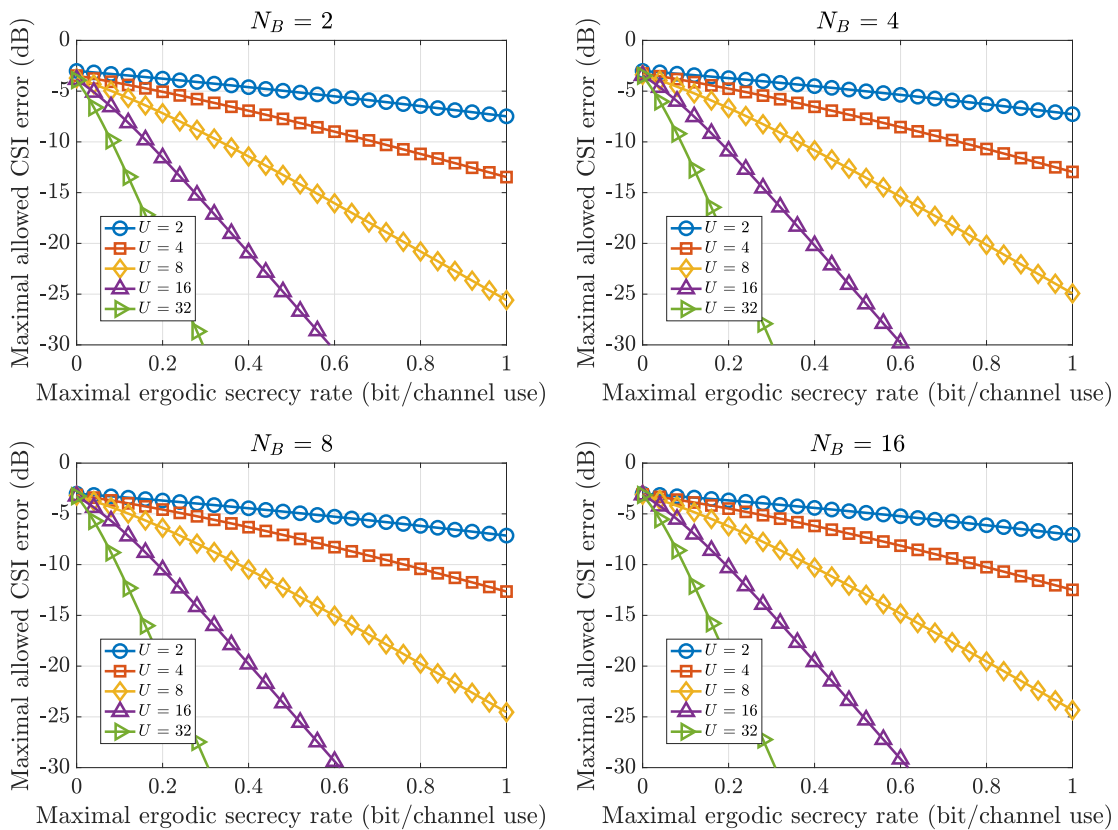 N_B = 2
Maximal allowed CSI error (dB)
0
-5
-10
-15
-20
-25
-30
U = 2
U = 4
U = 8
U = 16
U = 32
0 0.2 0.4 0.6 0.8 1
Maximal ergodic secrecy rate (bit/channel use)
N_B = 4
Maximal allowed CSI error (dB)
0
-5
-10
-15
-20
-25
-30
U = 2
U = 4
U = 8
U = 16
U = 32
0 0.2 0.4 0.6 0.8 1
Maximal ergodic secrecy rate (bit/channel use)
N_B = 8
Maximal allowed CSI error (dB)
0
-5
-10
-15
-20
-25
-30
U = 2
U = 4
U = 8
U = 16
U = 32
0 0.2 0.4 0.6 0.8 1
Maximal ergodic secrecy rate (bit/channel use)
N_B = 16
Maximal allowed CSI error (dB)
0
-5
-10
-15
-20
-25
-30
U = 2
U = 4
U = 8
U = 16
U = 32
0 0.2 0.4 0.6 0.8 1
Maximal ergodic secrecy rate (bit/channel use)